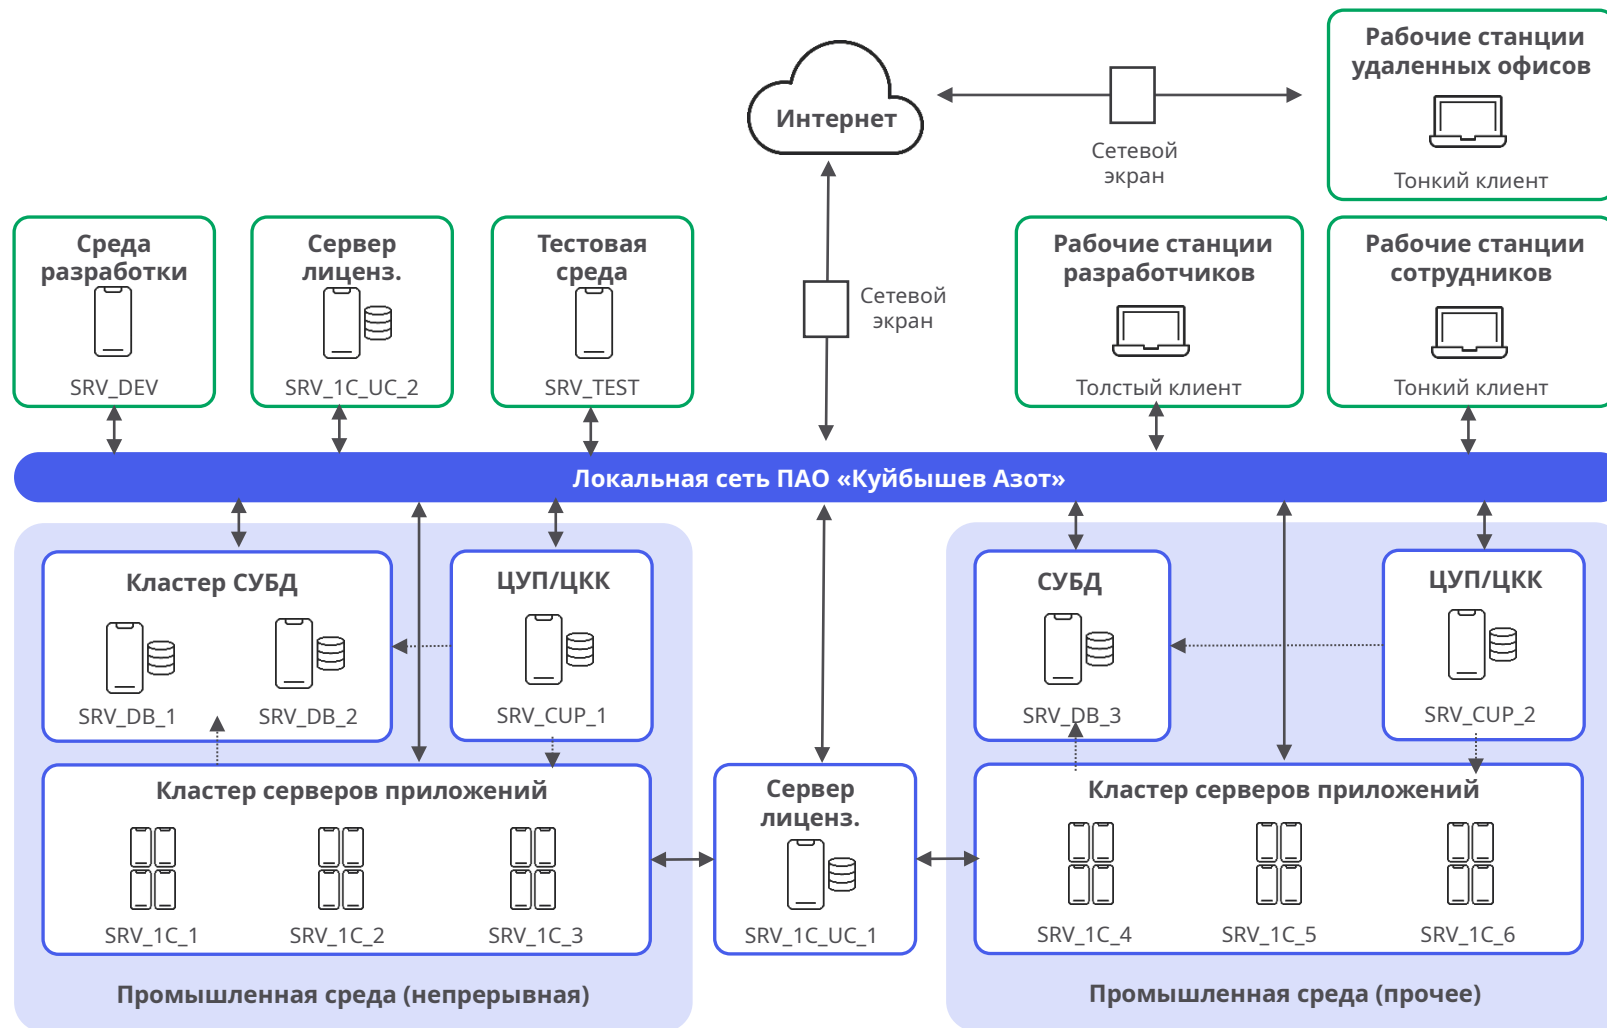 Рабочие станции
удаленных офисов
Тонкий клиент
Интернет
Сетевой
экран
Среда
разработки
SRV_DEV
Сервер
лиценз.
SRV_1C_UC_2
Тестовая
среда
SRV_TEST
Сетевой
экран
Рабочие станции
разработчиков
Толстый клиент
Рабочие станции
сотрудников
Тонкий клиент
Локальная сеть ПАО «Куйбышев Азот»
Кластер СУБД
SRV_DB_1
SRV_DB_2
ЦУП/ЦКК
SRV_CUP_1
СУБД
SRV_DB_3
ЦУП/ЦКК
SRV_CUP_2
Кластер серверов приложений
SRV_1C_1
SRV_1C_2
SRV_1C_3
Сервер
лиценз.
SRV_1C_UC_1
Кластер серверов приложений
SRV_1C_4
SRV_1C_5
SRV_1C_6
Промышленная среда (непрерывная)
Промышленная среда (прочее)